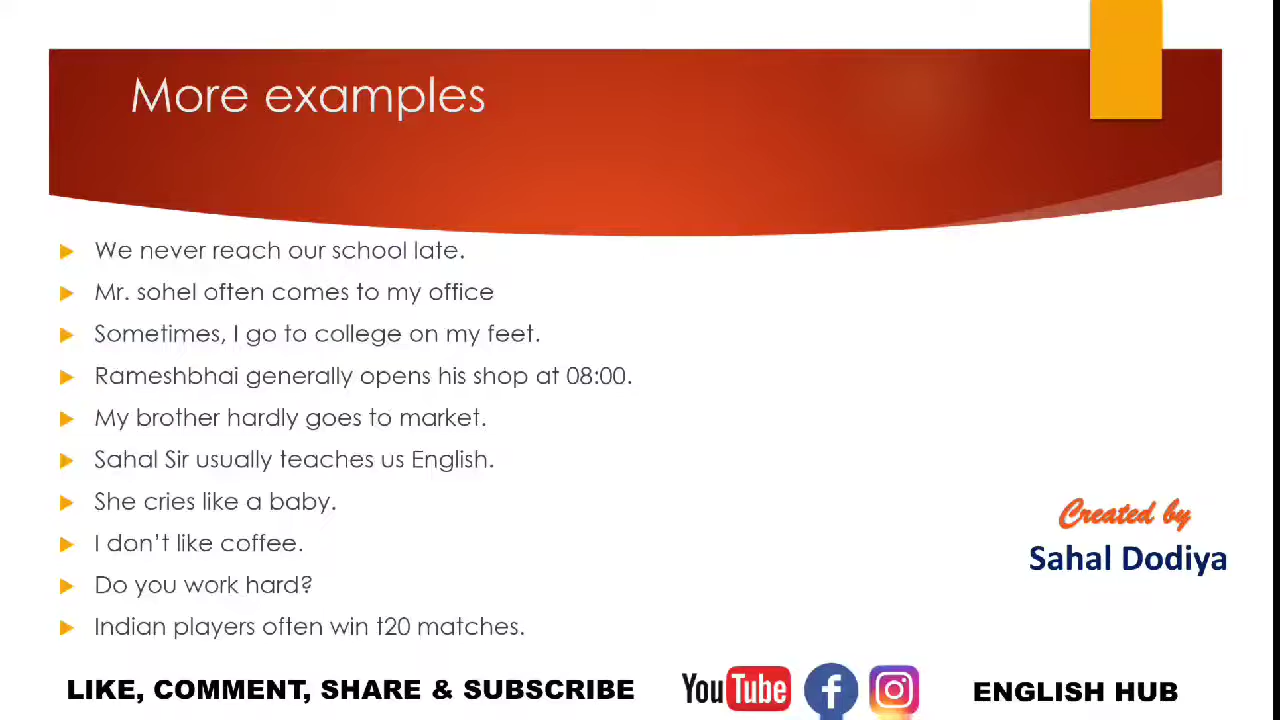 More examples
We never reach our school late.
Mr. sohel often comes to my office
Sometimes, I go to college on my feet.
Rameshbhai generally opens his shop at 08:00.
My brother hardly goes to market.
Sahal Sir usually teaches us English.
She cries like a baby.
I don’t like coffee.
Do you work hard?
Indian players often win t20 matches.
Created by
Sahal Dodiya
LIKE, COMMENT, SHARE & SUBSCRIBE
YouTube
f
ENGLISH HUB